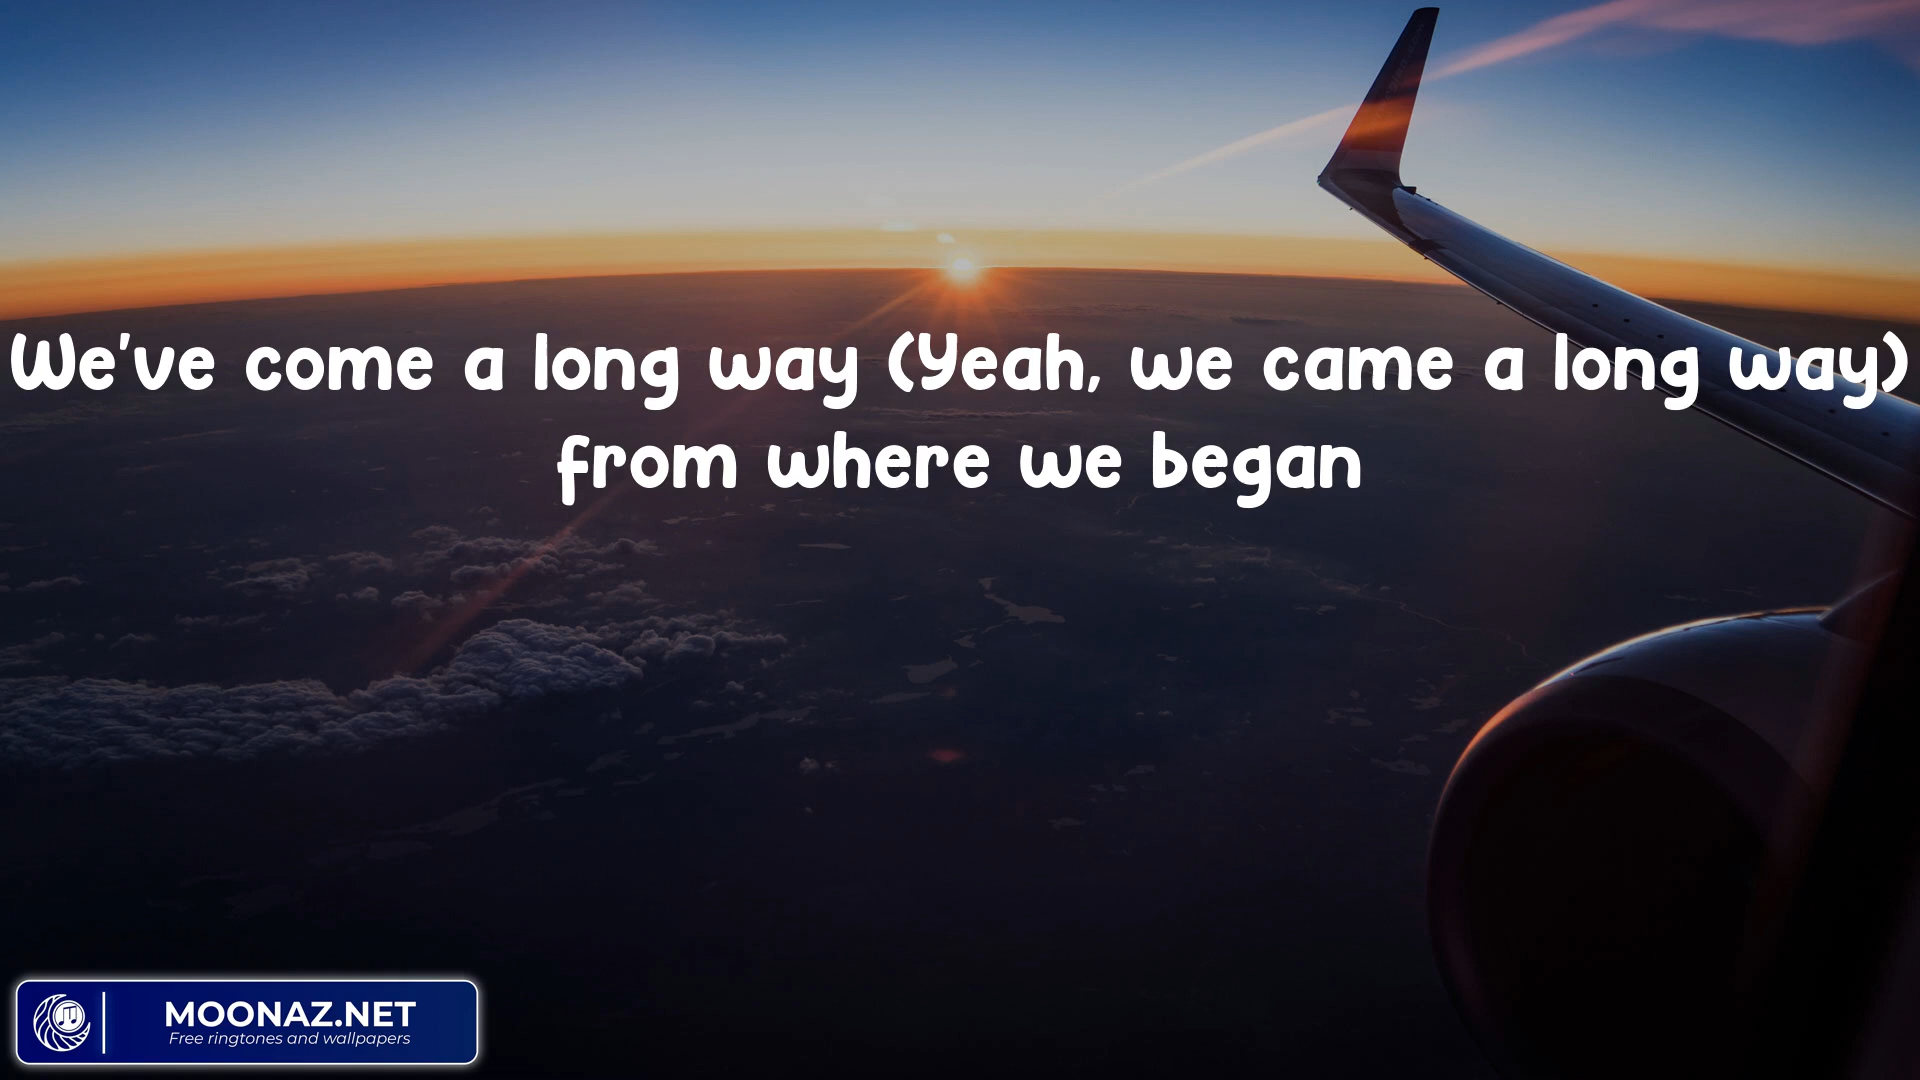 We've come a long way (Yeah, we came a long way)
from where we began
MOONAZ.NET
Free ringtones and wallpapers